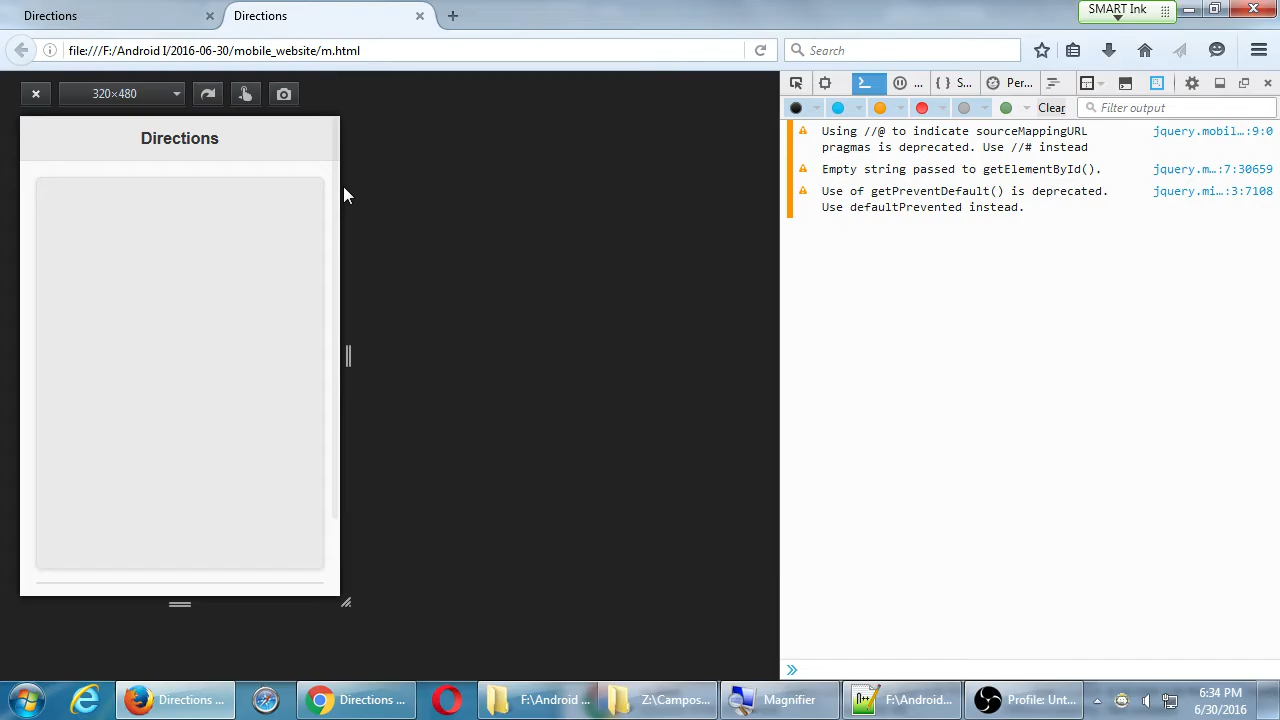 SMART Ink
Directions
Directions
file:///F:/Android I/2016-06-30/mobile_website/m.html
Search
320×480
S...
...
Per...
Clear
Filter output
Directions
Using //@ to indicate sourceMappingURL
pragmas is deprecated. Use //# instead
jquery.mobil…:9:0
Empty string passed to getElementById().
jquery.m…:7:30659
Use of getPreventDefault() is deprecated.
Use defaultPrevented instead.
jquery.mi…:3:7108
Directions ...
Directions ...
F:\Android ...
Z:\Campos...
Magnifier
F:\Android...
Profile: Unt...
6:34 PM
6/30/2016